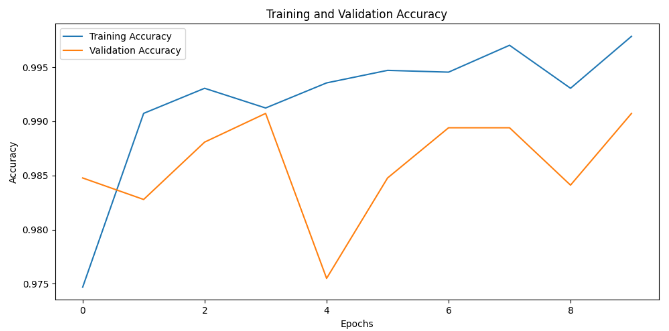 Training and Validation Accuracy
Training Accuracy
Validation Accuracy
0.995
0.990
0.985
0.980
0.975
Accuracy
0 2 4 6 8
Epochs